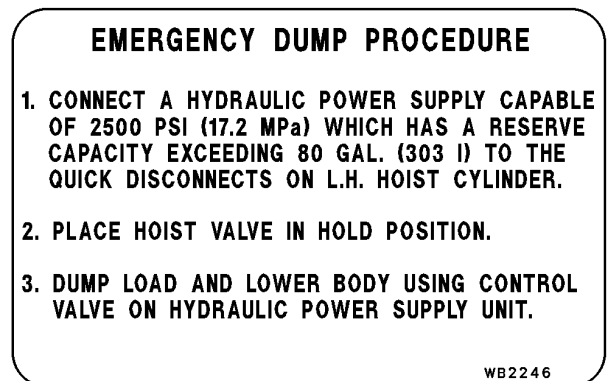 EMERGENCY DUMP PROCEDURE
1. CONNECT A HYDRAULIC POWER SUPPLY CAPABLE
OF 2500 PSI (17.2 MPa) WHICH HAS A RESERVE
CAPACITY EXCEEDING 80 GAL. (303 l) TO THE
QUICK DISCONNECTS ON L.H. HOIST CYLINDER.
2. PLACE HOIST VALVE IN HOLD POSITION.
3. DUMP LOAD AND LOWER BODY USING CONTROL
VALVE ON HYDRAULIC POWER SUPPLY UNIT.
WB2246